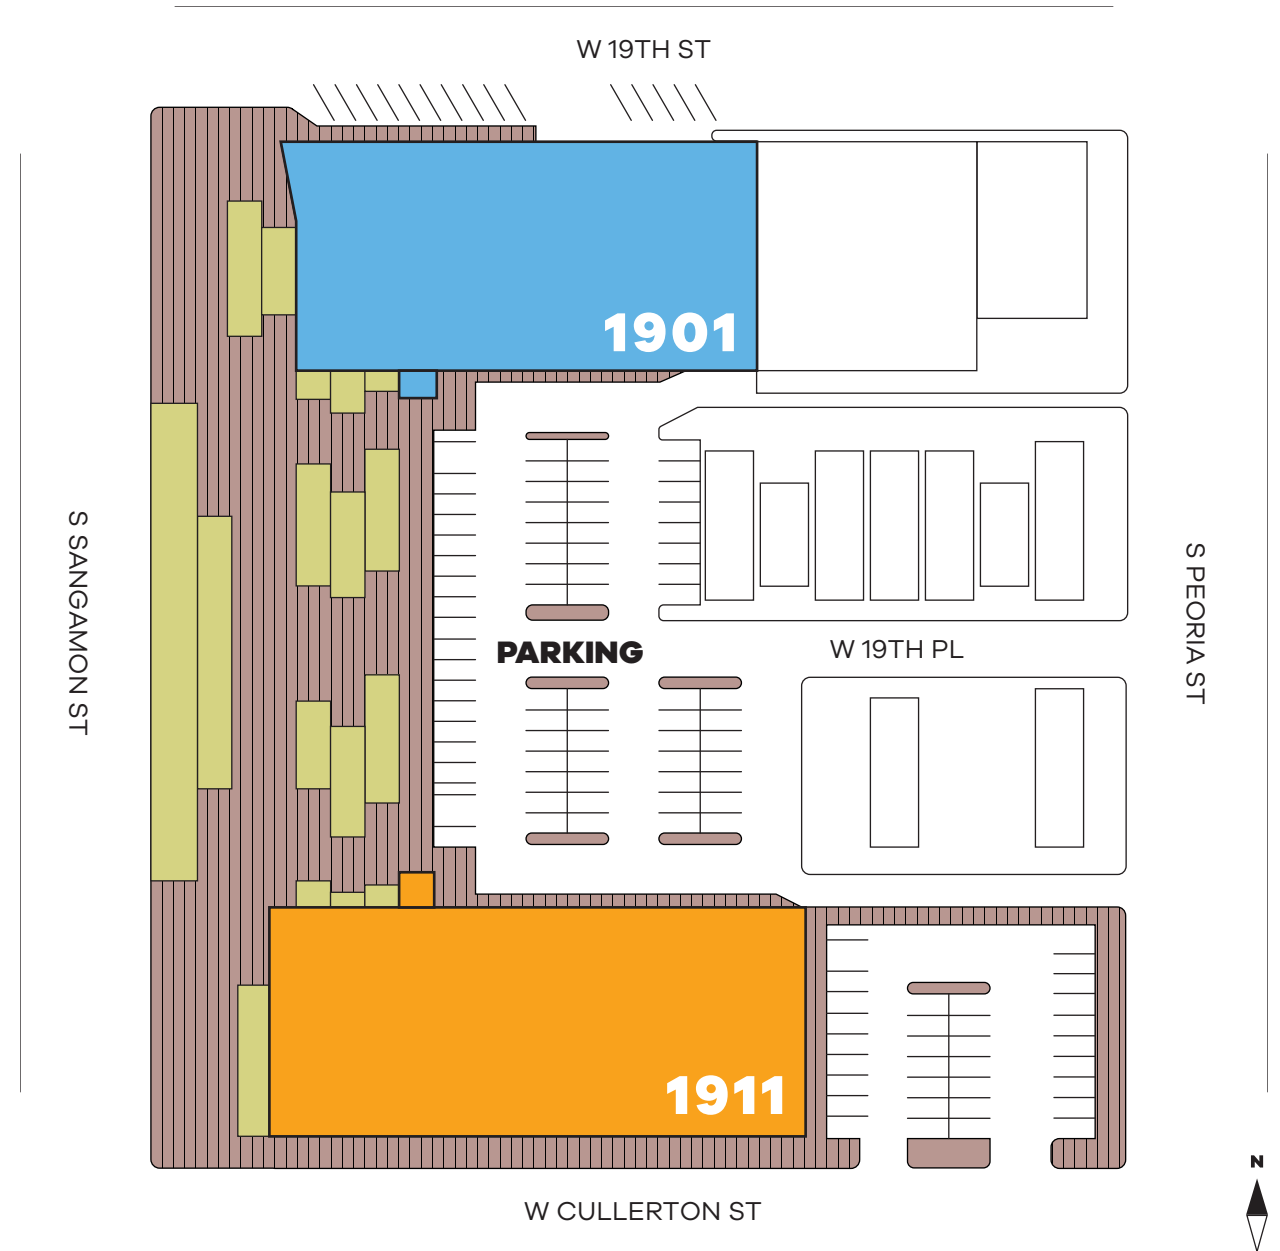 W 19TH ST
1901
S SANGAMON ST
S PEORIA ST
PARKING
W 19TH PL
1911
N
W CULLERTON ST